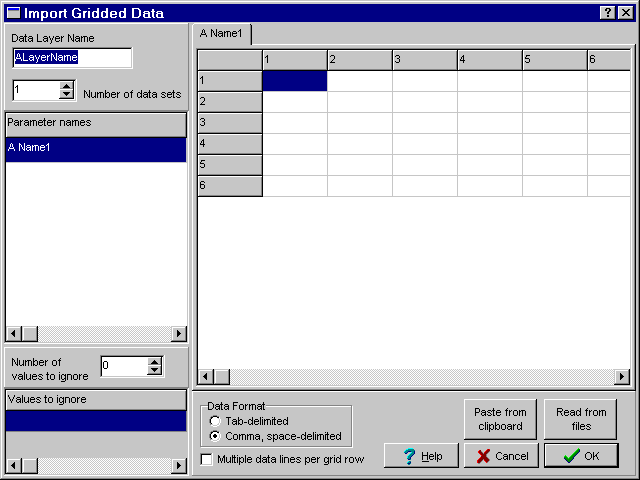 Import Gridded Data
Data Layer Name
ALayerName
1
Number of data sets
Parameter names
A Name1
Number of
values to ignore
0
Values to ignore
A Name1
1 2 3 4 5 6
1
2
3
4
5
6
Data Format
Tab-delimited
Comma, space-delimited
Multiple data lines per grid row
Paste from
clipboard
Read from
files
? Help
Cancel
OK